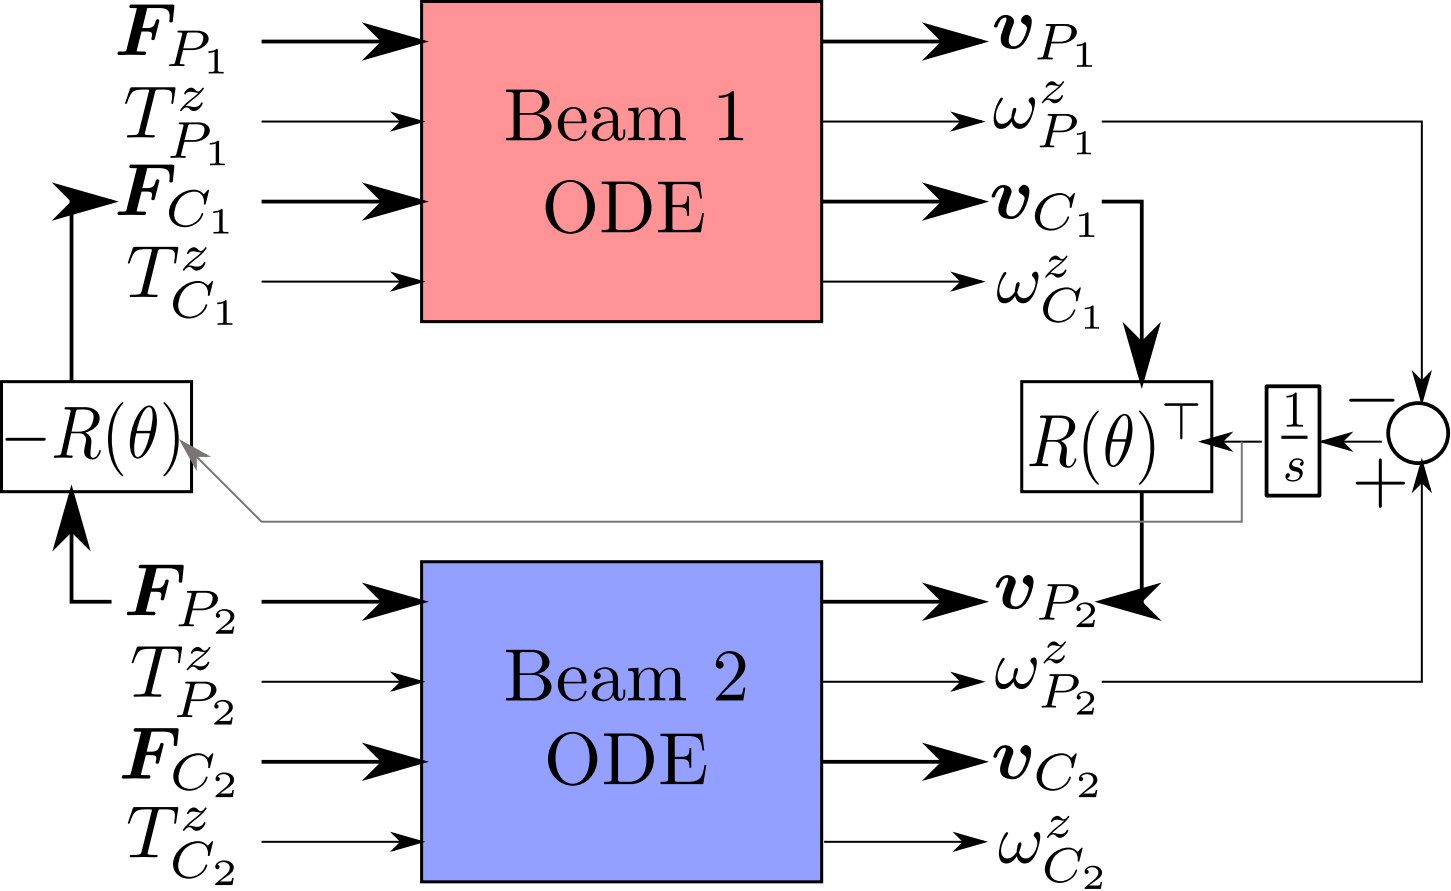 𝑭_{P_1} 𝒗_{P_1}
T^z_{P_1} Beam 1 ω^z_{P_1}
𝑭_{C_1} ODE 𝒗_{C_1}
T^z_{C_1} ω^z_{C_1}
−R(θ) R(θ)^⊤ 1/s − +
𝑭_{P_2} 𝒗_{P_2}
T^z_{P_2} Beam 2 ω^z_{P_2}
𝑭_{C_2} ODE 𝒗_{C_2}
T^z_{C_2} ω^z_{C_2}